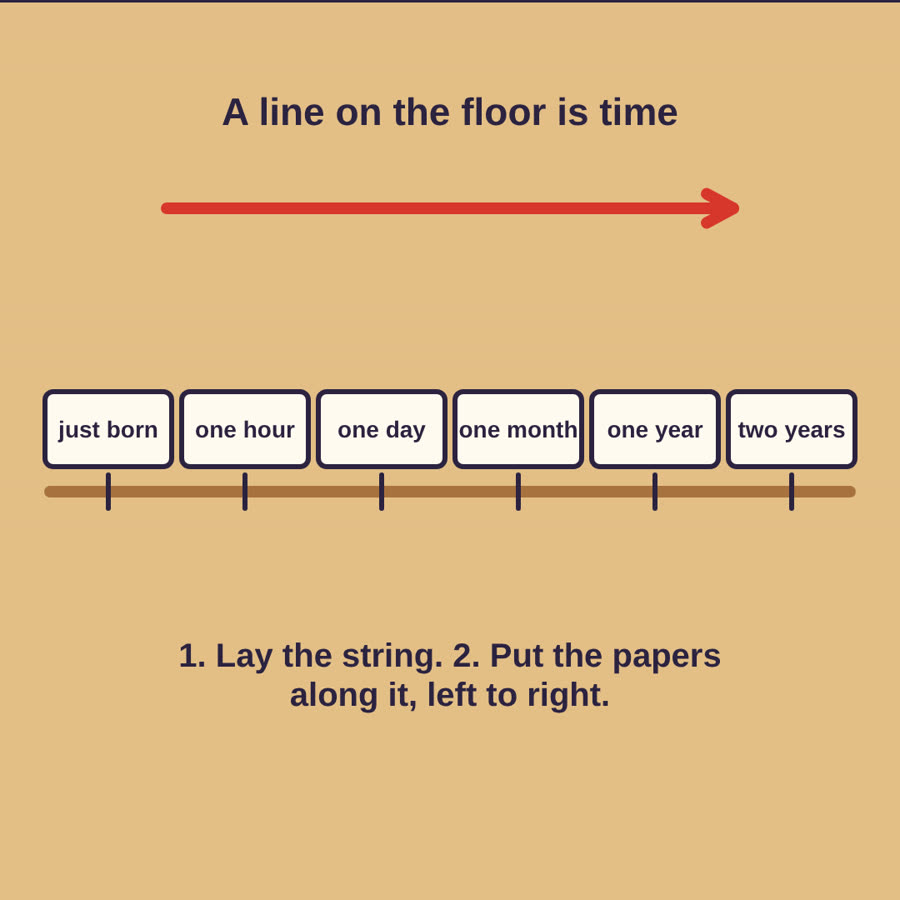 A line on the floor is time
just born
one hour
one day
one month
one year
two years
1. Lay the string. 2. Put the papers
along it, left to right.